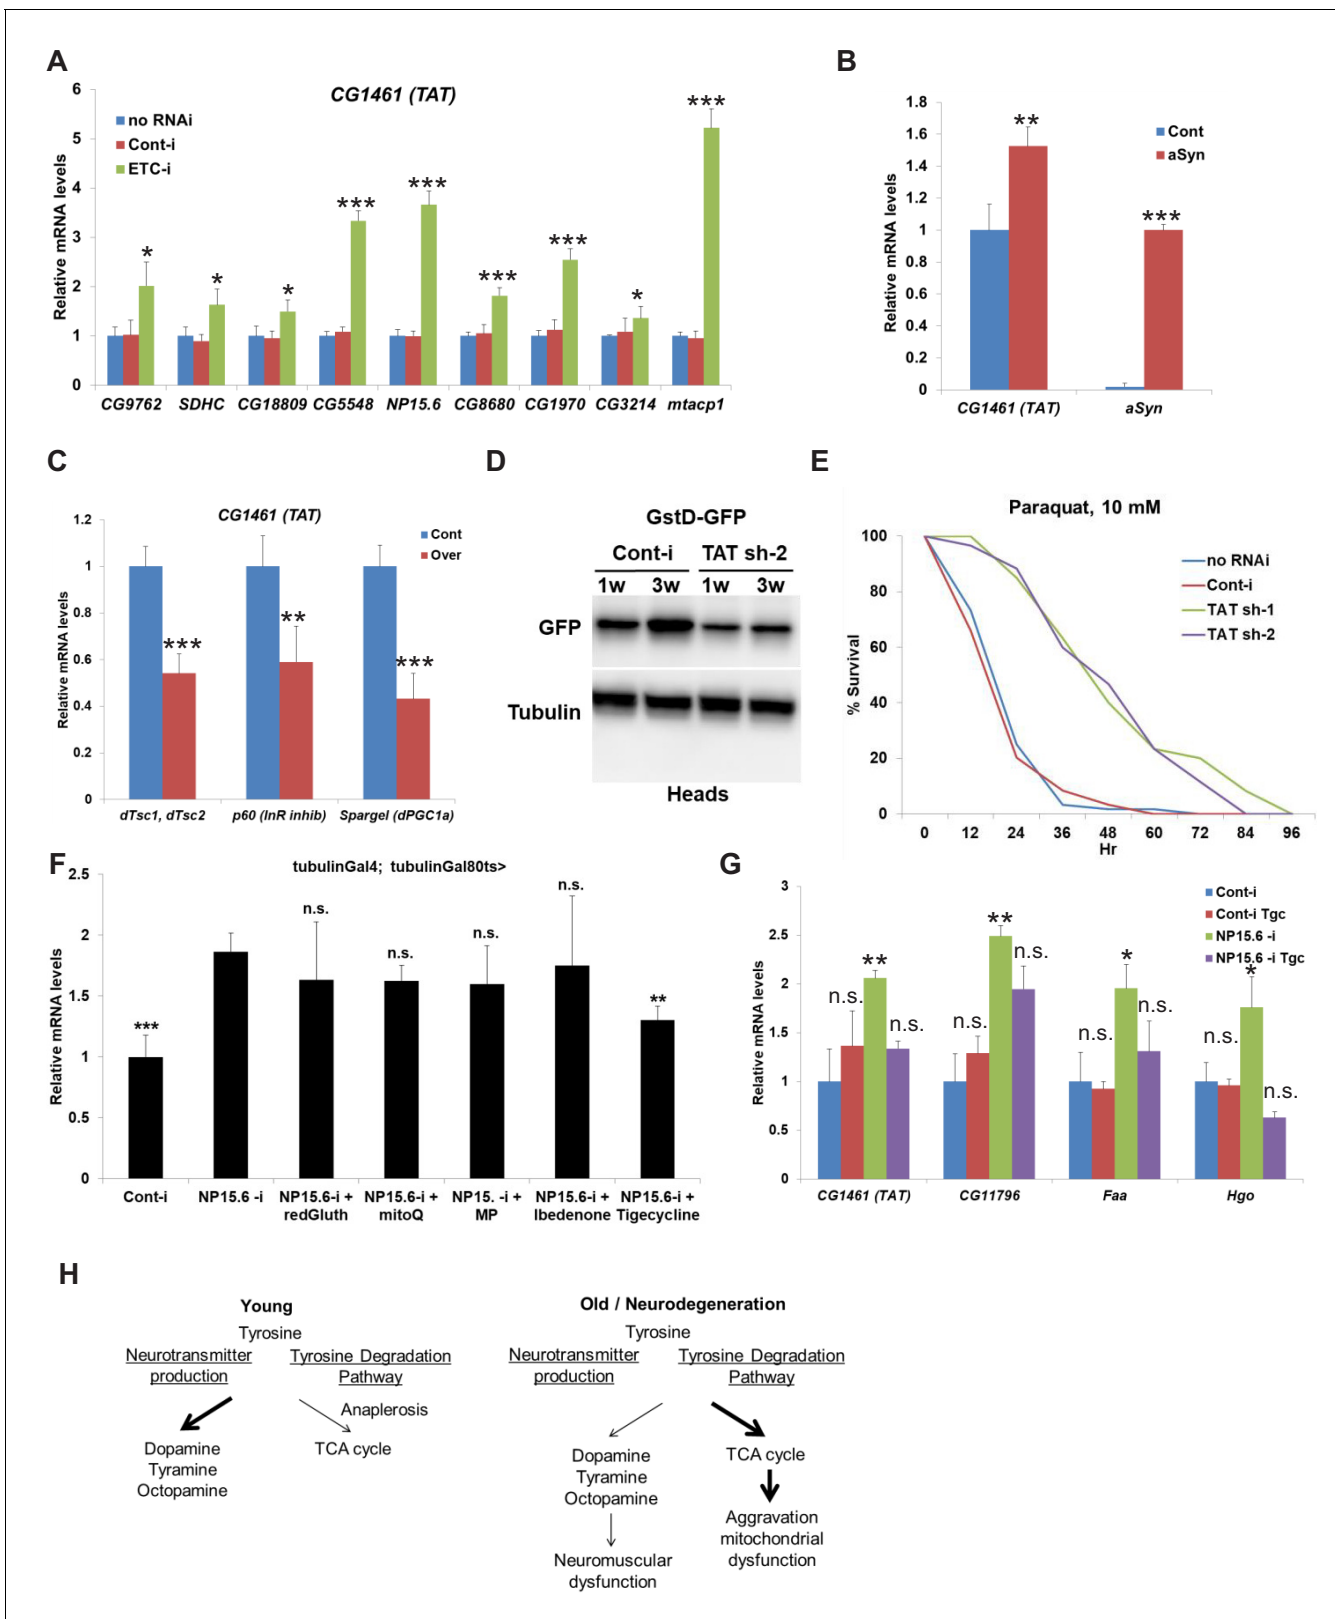 A
CG1461 (TAT)
no RNAi
Cont-i
ETC-i
Relative mRNA levels
6
5
4
3
2
1
0
* * * *** *** *** *** * ***
CG9762 SDHC CG18809 CG5548 NP15.6 CG8680 CG1970 CG3214 mtacp1
B
Cont
aSyn
Relative mRNA levels
1.8
1.6
1.4
1.2
1
0.8
0.6
0.4
0.2
0
** ***
CG1461 (TAT) aSyn
C
CG1461 (TAT)
Cont
Over
Relative mRNA levels
1.2
1
0.8
0.6
0.4
0.2
0
*** ** ***
dTsc1, dTsc2 p60 (InR inhib) Spargel (dPGC1a)
D
GstD-GFP
Cont-i TAT sh-2
1w 3w 1w 3w
GFP
Tubulin
Heads
E
Paraquat, 10 mM
no RNAi
Cont-i
TAT sh-1
TAT sh-2
% Survival
100
80
60
40
20
0
0 12 24 36 48 60 72 84 96
Hr
F
tubulinGal4; tubulinGal80ts>
Relative mRNA levels
2.5
2
1.5
1
0.5
0
*** n.s. n.s. n.s. n.s. **
Cont-i NP15.6 -i NP15.6-i + NP15.6-i + NP15. -i + NP15.6-i + NP15.6-i +
redGluth mitoQ MP Ibedenone Tigecycline
G
Cont-i
Cont-i Tgc
NP15.6 -i
NP15.6 -i Tgc
Relative mRNA levels
3
2.5
2
1.5
1
0.5
0
n.s. ** n.s. n.s. ** n.s. n.s. * n.s. n.s. * n.s.
CG1461 (TAT) CG11796 Faa Hgo
H
Young
Tyrosine
Neurotransmitter Tyrosine Degradation
production Pathway
Anaplerosis
Dopamine TCA cycle
Tyramine
Octopamine
Old / Neurodegeneration
Tyrosine
Neurotransmitter Tyrosine Degradation
production Pathway
Dopamine TCA cycle
Tyramine
Octopamine
Aggravation
mitochondrial
dysfunction
Neuromuscular
dysfunction